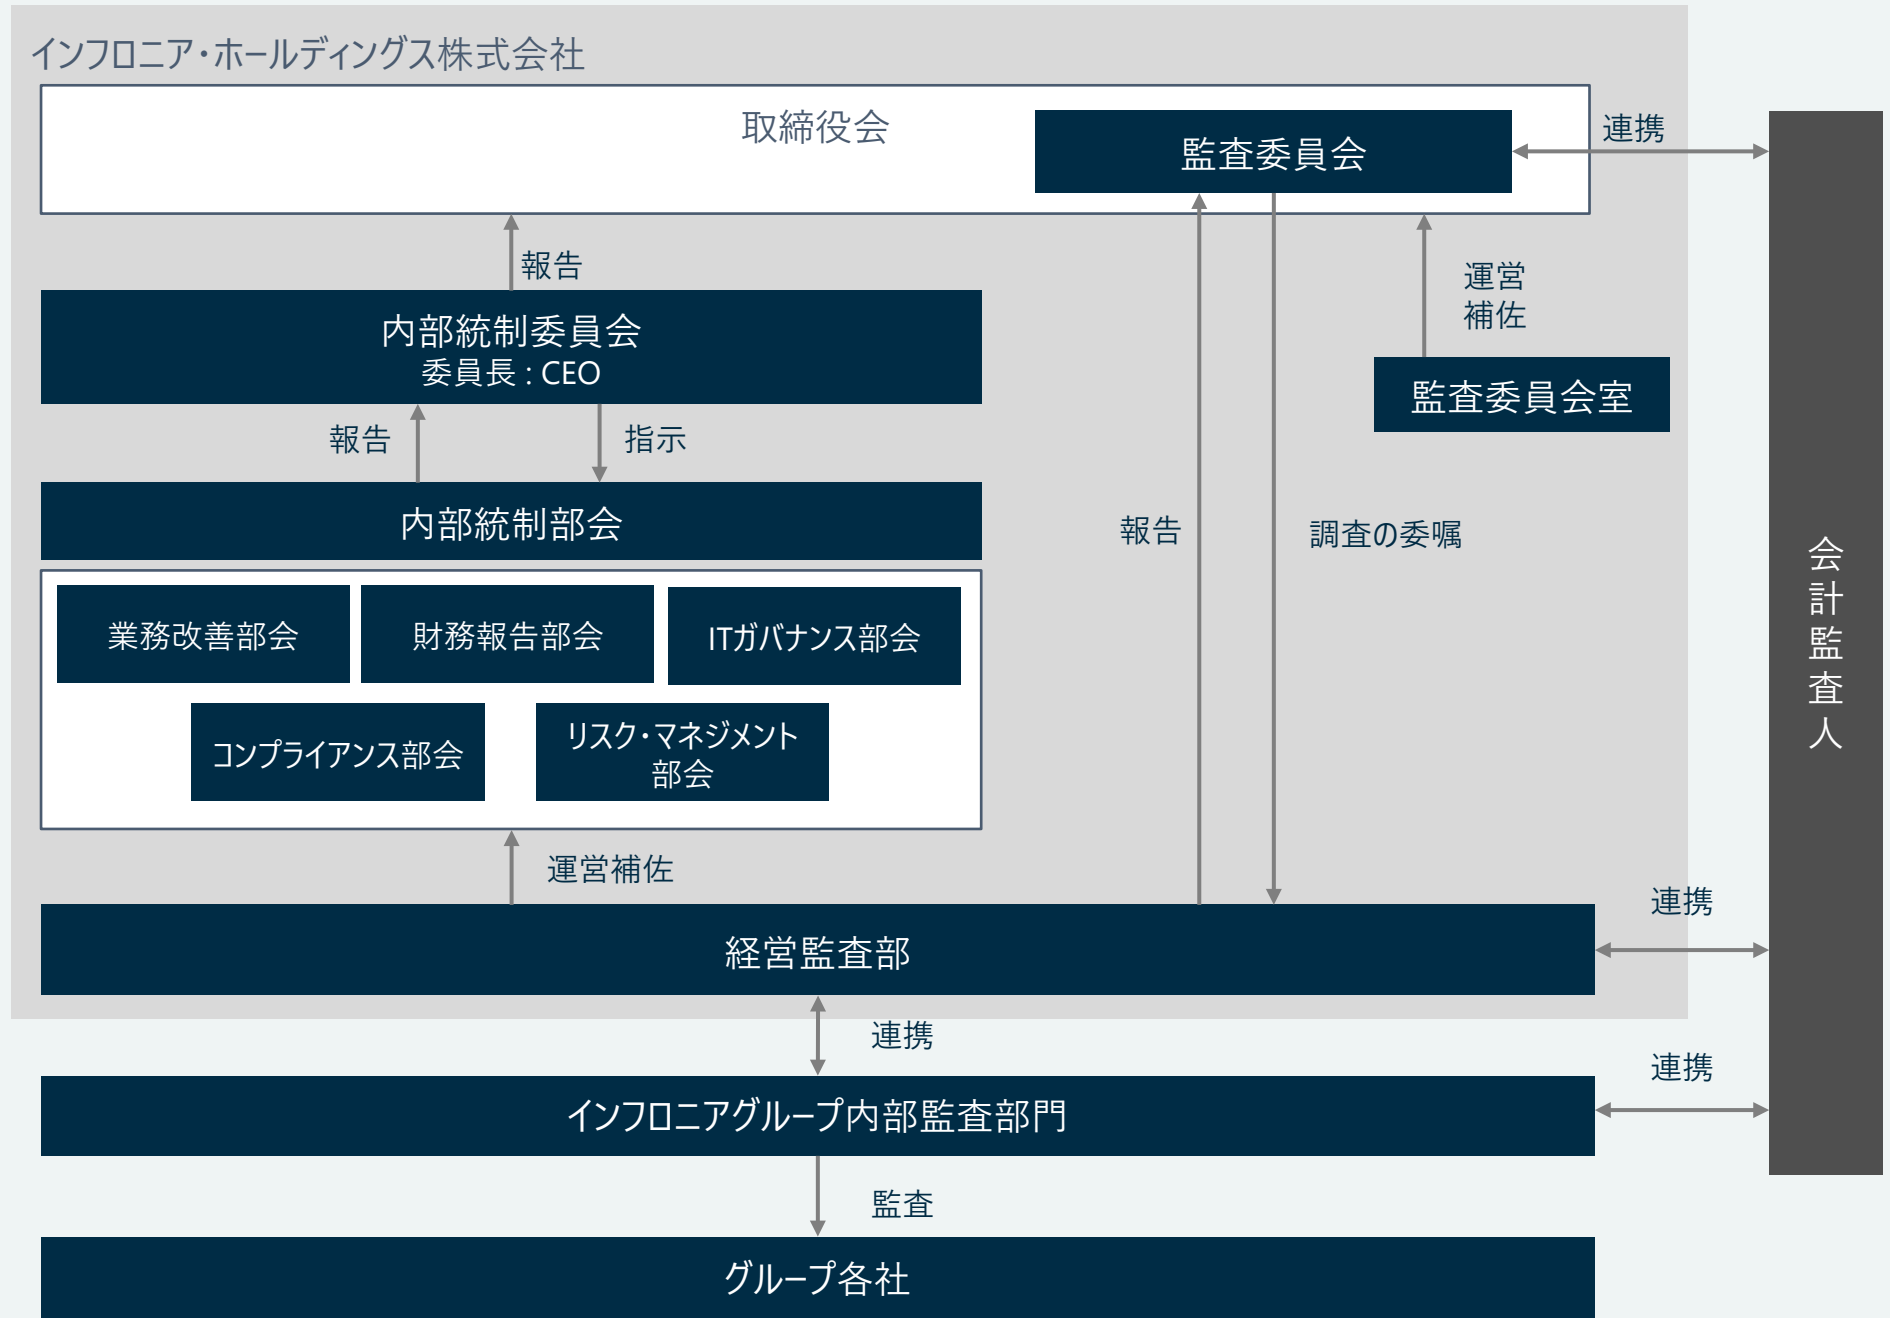 インフロニア・ホールディングス株式会社
取締役会
監査委員会
連携
報告
運営
補佐
内部統制委員会
委員長 : CEO
監査委員会室
報告
指示
内部統制部会
報告
調査の委嘱
業務改善部会
財務報告部会
ITガバナンス部会
コンプライアンス部会
リスク・マネジメント
部会
会計監査人
運営補佐
経営監査部
連携
連携
インフロニアグループ内部監査部門
連携
監査
グループ各社